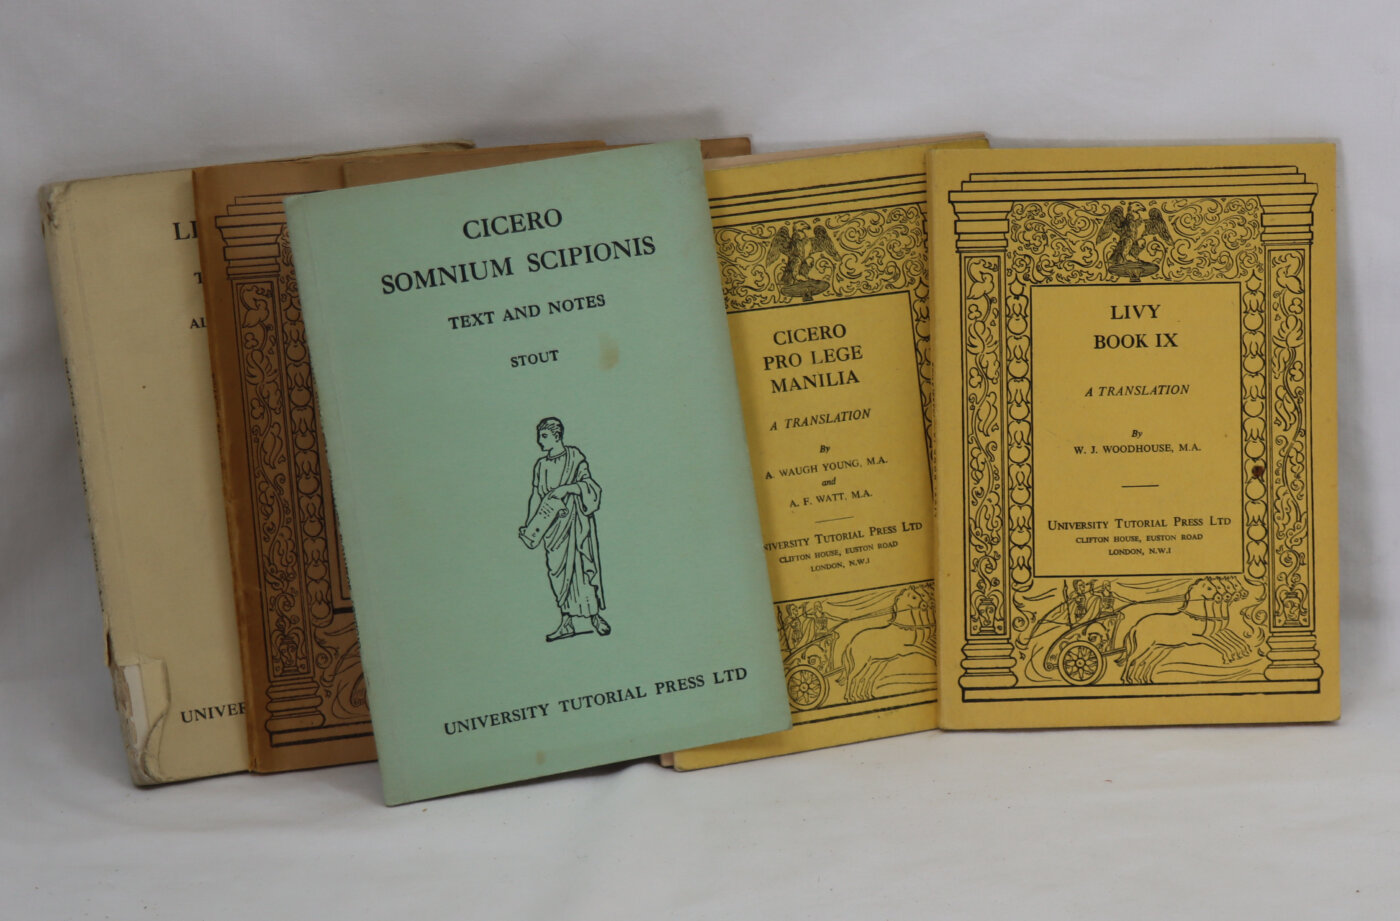 CICERO
SOMNIUM SCIPIONIS
TEXT AND NOTES
STOUT
UNIVERSITY TUTORIAL PRESS LTD
CICERO
PRO LEGE
MANILIA
A TRANSLATION
By
A. WAUGH YOUNG, M.A.
and
A. F. WATT, M.A.
TUTORIAL PRESS LTD
CLIFTON HOUSE, EUSTON ROAD
LONDON, N.W.1
LIVY
BOOK IX
A TRANSLATION
By
W. J. WOODHOUSE, M.A.
UNIVERSITY TUTORIAL PRESS LTD
CLIFTON HOUSE, EUSTON ROAD
LONDON, N.W.1